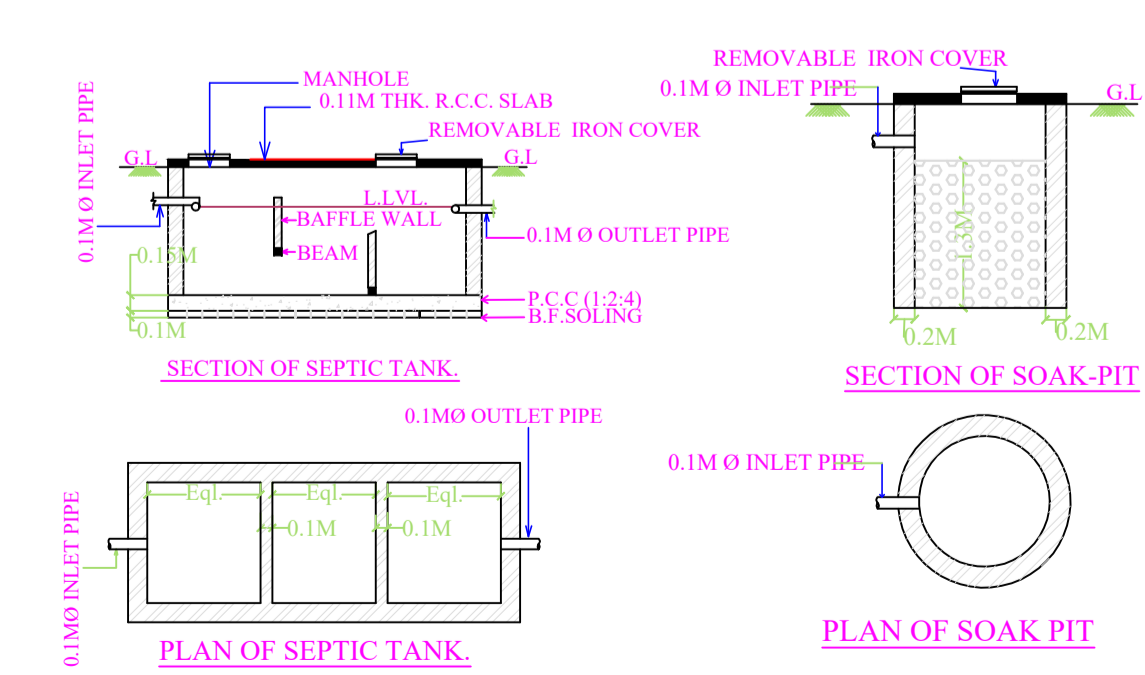 MANHOLE
0.11M THK. R.C.C. SLAB
REMOVABLE IRON COVER
G.L
G.L
0.1M Ø INLET PIPE
L.LVL.
BAFFLE WALL
BEAM
0.1M Ø OUTLET PIPE
0.15M
P.C.C (1:2:4)
B.F.SOLING
0.1M
SECTION OF SEPTIC TANK.
REMOVABLE IRON COVER
0.1M Ø INLET PIPE
G.L
0.2M
0.2M
SECTION OF SOAK-PIT
0.1MØ OUTLET PIPE
Eql.
Eql.
Eql.
0.1M
0.1M
0.1MØ INLET PIPE
PLAN OF SEPTIC TANK.
0.1M Ø INLET PIPE
PLAN OF SOAK PIT